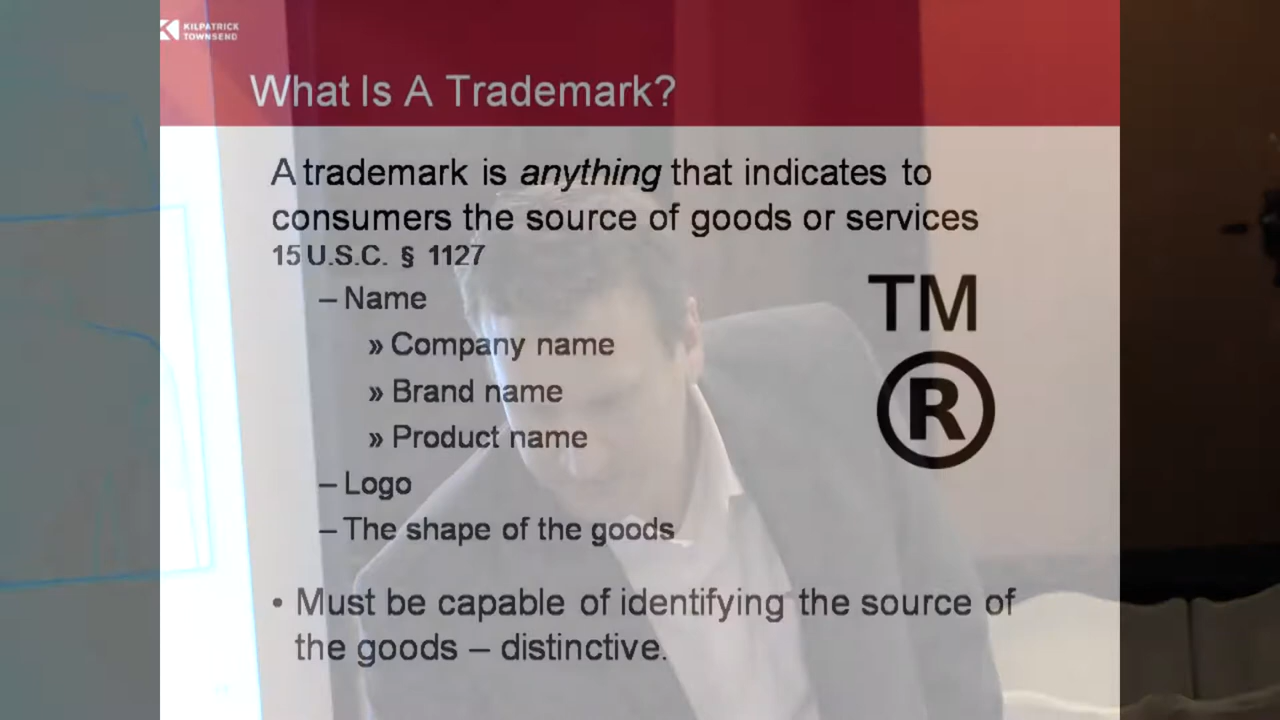 KILPATRICK
TOWNSEND
What Is A Trademark?
A trademark is anything that indicates to
consumers the source of goods or services
15 U.S.C. § 1127
– Name
» Company name
» Brand name
» Product name
– Logo
– The shape of the goods
TM
®
• Must be capable of identifying the source of
the goods – distinctive.